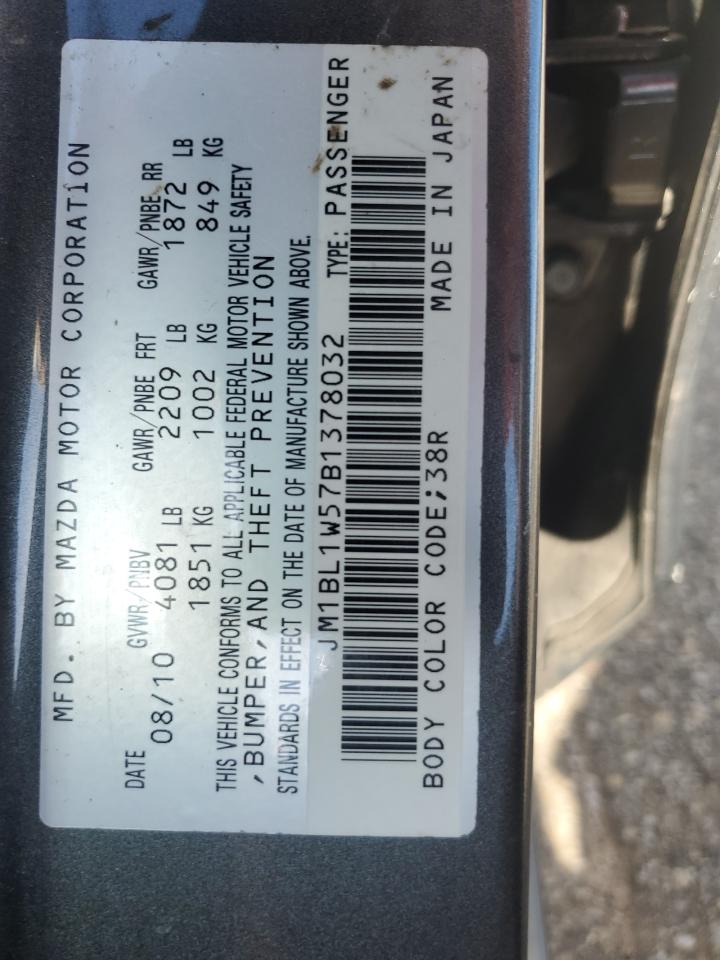 MFD. BY MAZDA MOTOR CORPORATION
DATE GVWR/PNBV GAWR/PNBE FRT GAWR/PNBE RR
08/10 4081 LB 2209 LB 1872 LB
1851 KG 1002 KG 849 KG
THIS VEHICLE CONFORMS TO ALL APPLICABLE FEDERAL MOTOR VEHICLE SAFETY
,BUMPER,AND THEFT PREVENTION
STANDARDS IN EFFECT ON THE DATE OF MANUFACTURE SHOWN ABOVE.
JM1BL1W57B1378032 TYPE: PASSENGER
BODY COLOR CODE;38R MADE IN JAPAN